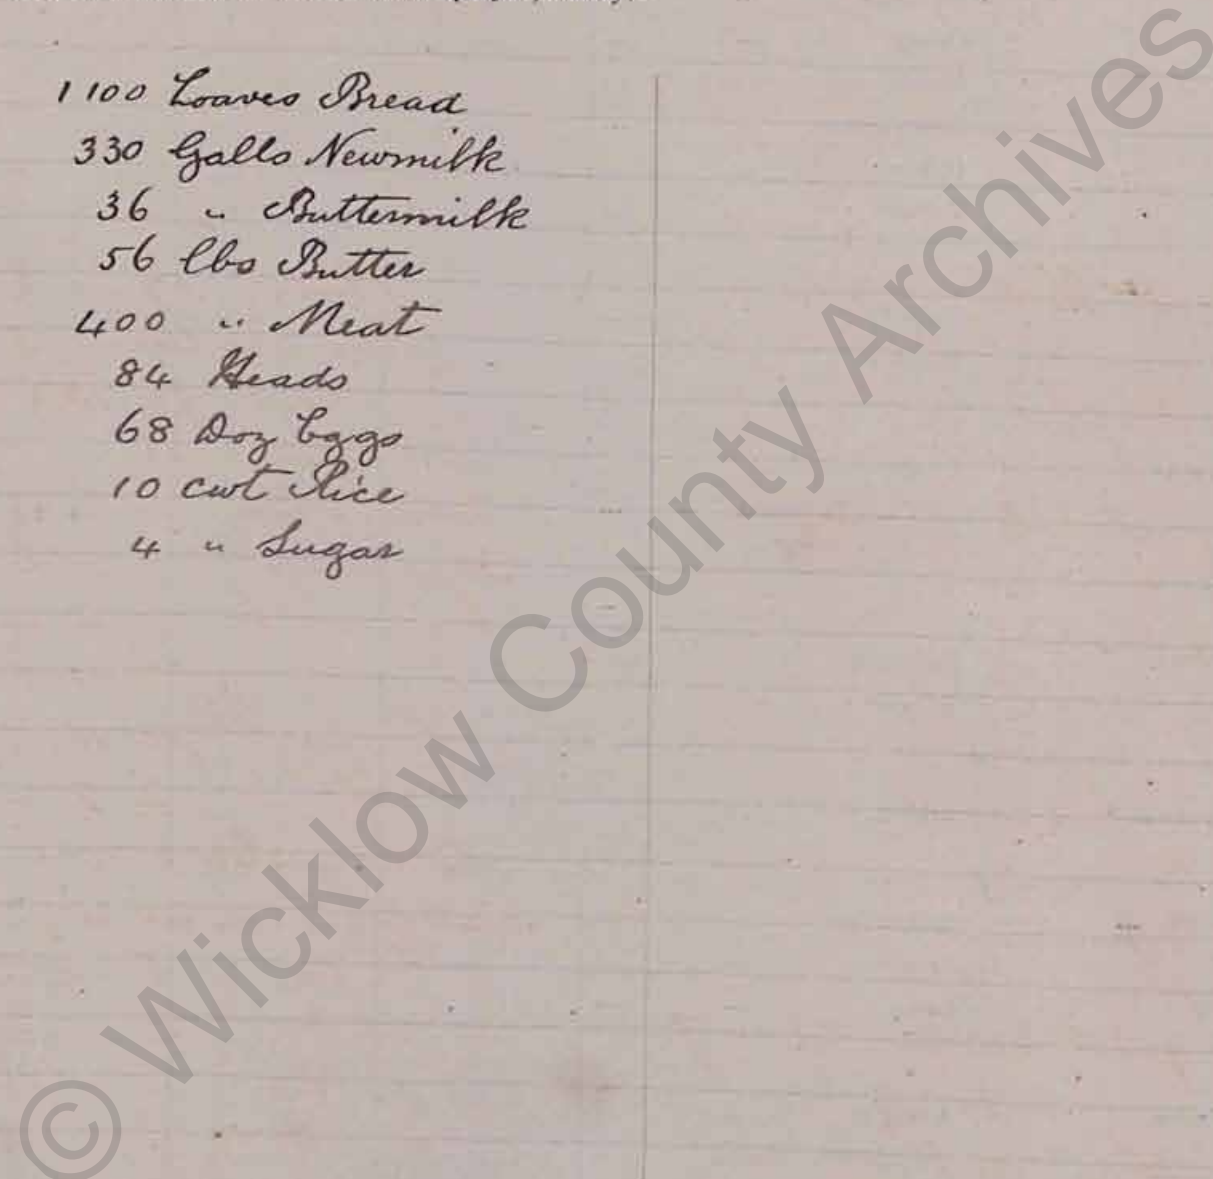 1100 Loaves Bread
330 Galls Newmilk
36 " Buttermilk
56 lbs Butter
400 " Meat
84 Heads
68 Doz Eggs
10 cwt Rice
4 " Sugar
© Wicklow County Archives